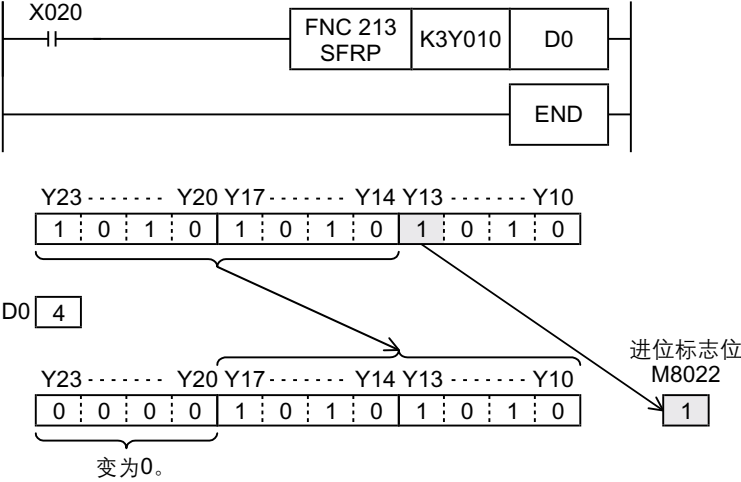 X020
FNC 213
SFRP
K3Y010
D0
END
Y23 ------- Y20 Y17 ------- Y14 Y13 ------- Y10
1 0 1 0 1 0 1 0 1 0 1 0
D0 4
进位标志位
M8022
Y23 ------- Y20 Y17 ------- Y14 Y13 ------- Y10
0 0 0 0 1 0 1 0 1 0 1 0
1
变为0。